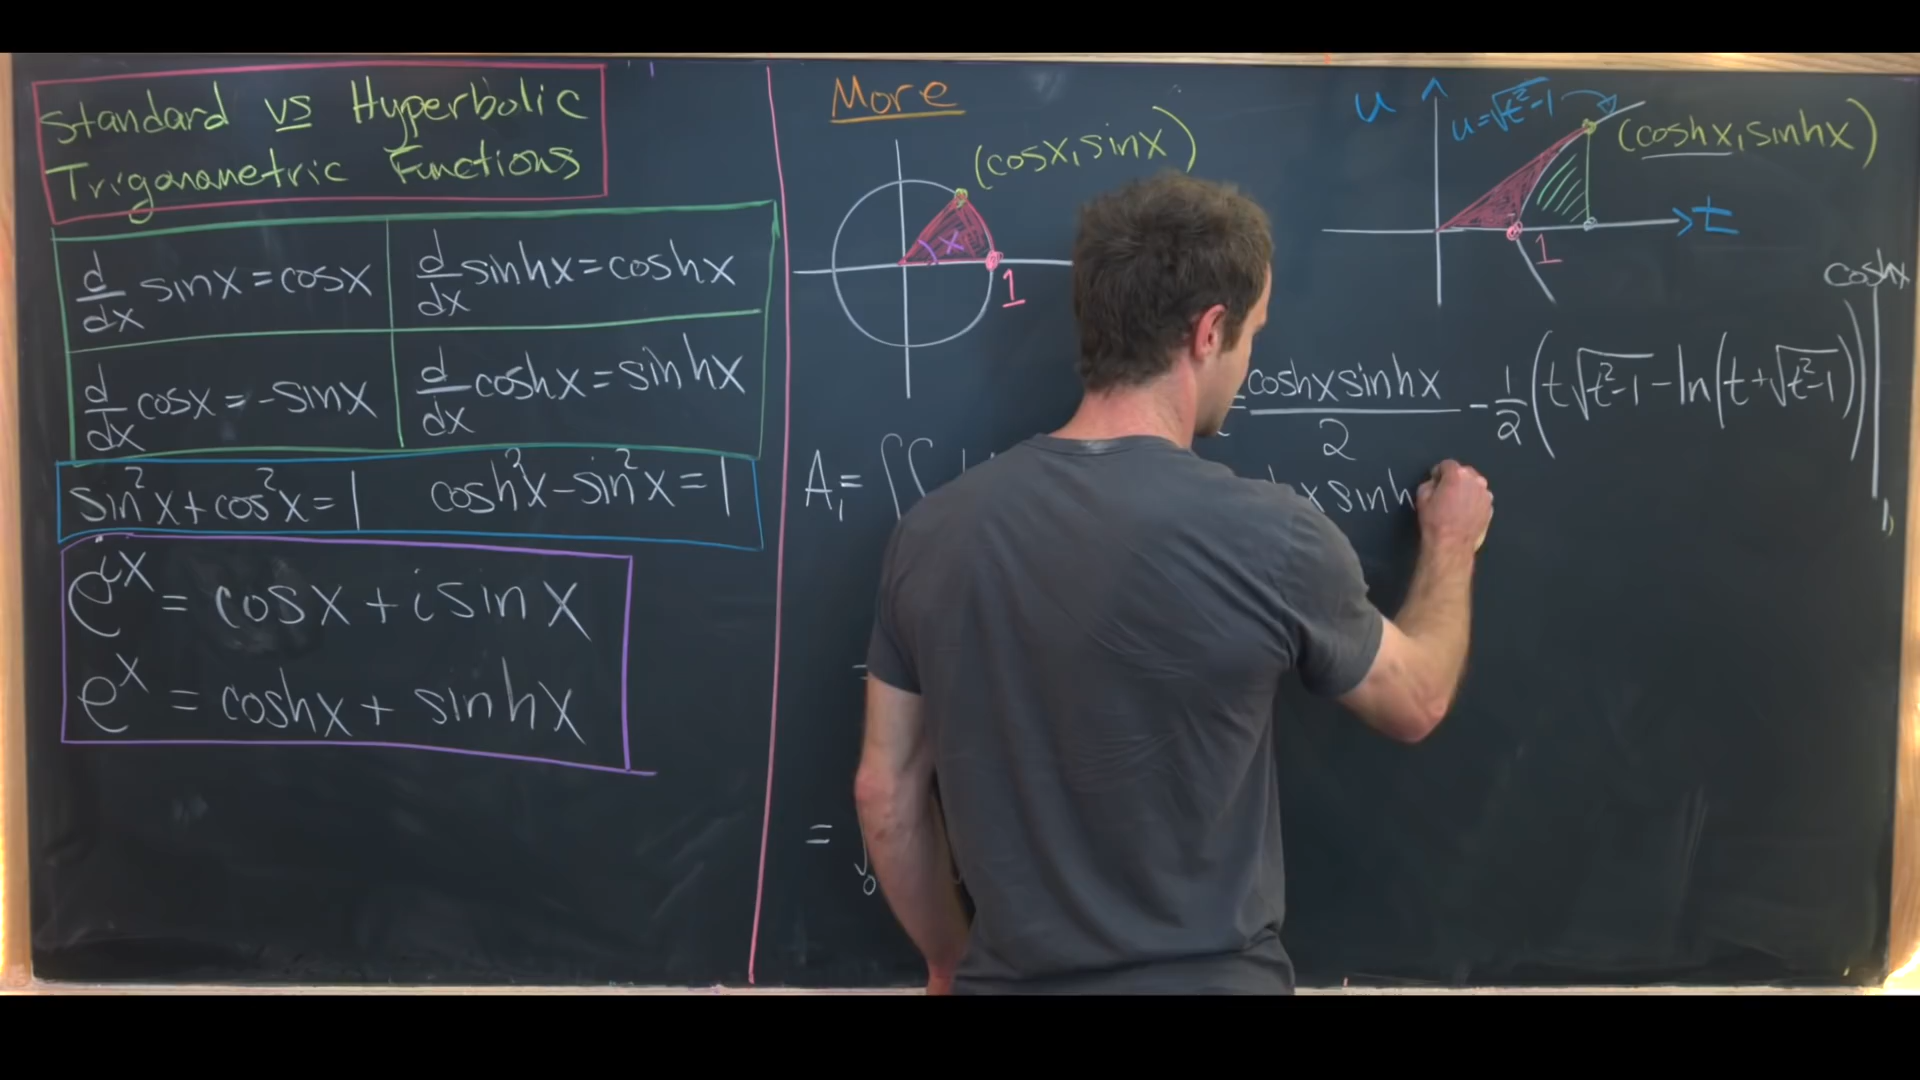 Standard vs Hyperbolic
Trigonometric Functions
d/dx sinx = cosx
d/dx sinhx = coshx
d/dx cosx = -sinx
d/dx coshx = sinhx
sin²x + cos²x = 1
cosh²x - sin²x = 1
e^ix = cosx + i sinx
e^x = coshx + sinhx
More
(cosx, sinx)
x
1
A₁ = ∬
=
= ∫₀
u
u = √t²-1
(coshx, sinhx)
t
1
= coshx sinhx / 2 - 1/2 (t√t²-1 - ln(t + √t²-1)) |₁^coshx
x sinh